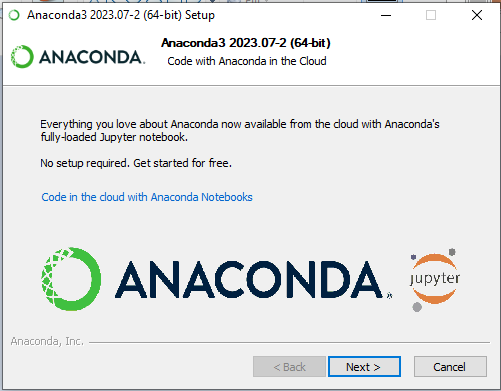 Anaconda3 2023.07-2 (64-bit) Setup
ANACONDA.
Anaconda3 2023.07-2 (64-bit)
Code with Anaconda in the Cloud
Everything you love about Anaconda now available from the cloud with Anaconda's
fully-loaded Jupyter notebook.
No setup required. Get started for free.
Code in the cloud with Anaconda Notebooks
ANACONDA®
jupyter
Anaconda, Inc.
< Back
Next >
Cancel